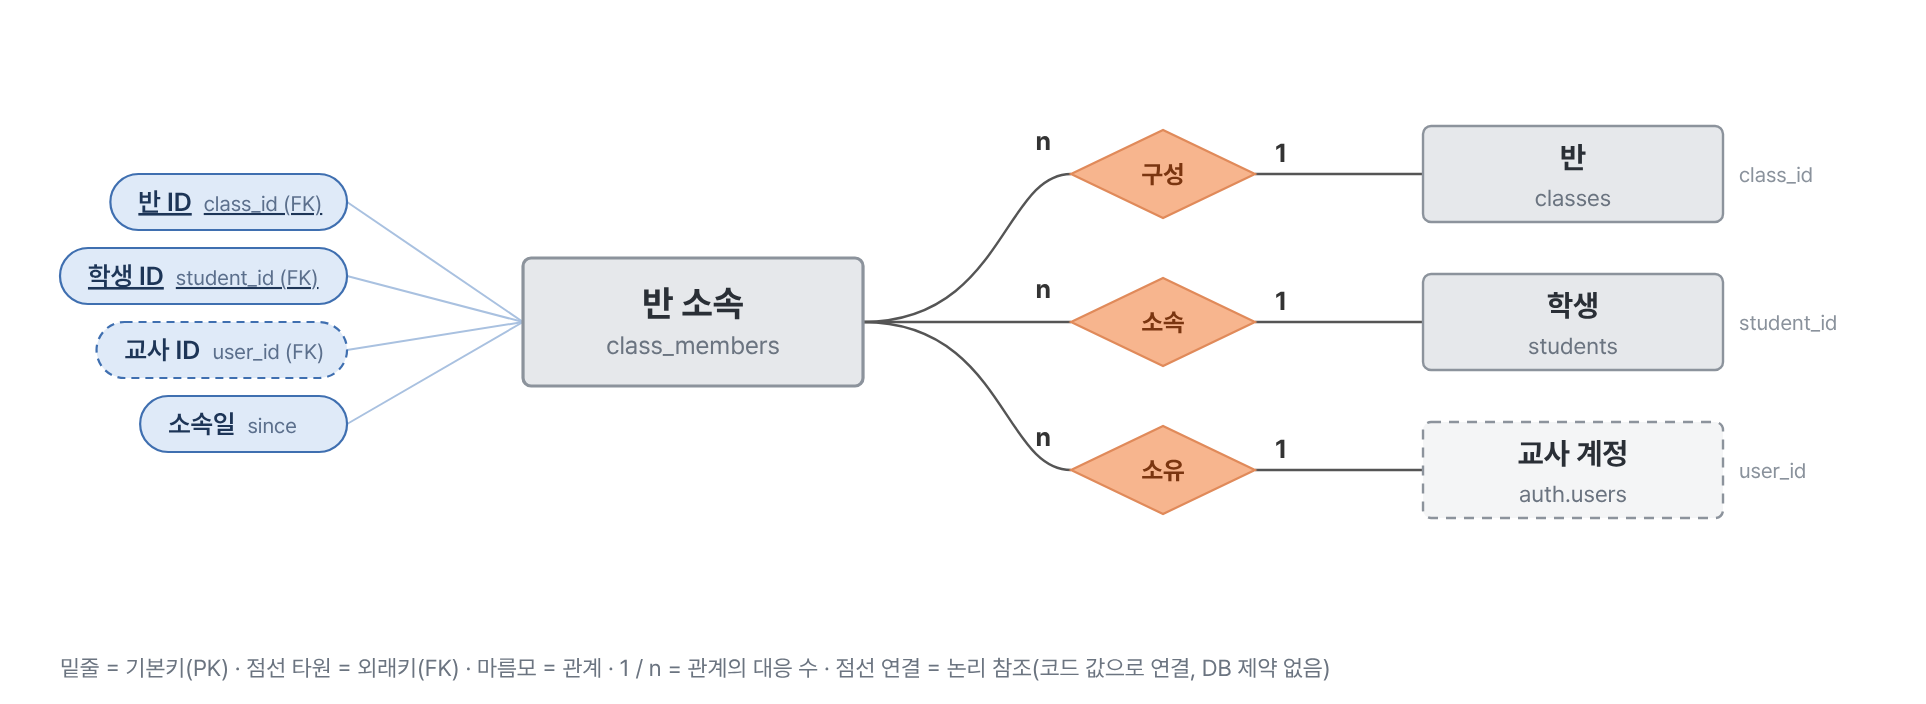 반 ID class_id (FK)
학생 ID student_id (FK)
교사 ID user_id (FK)
소속일 since
반 소속
class_members
n
구성
1
반
classes
class_id
n
소속
1
학생
students
student_id
n
소유
1
교사 계정
auth.users
user_id
밑줄 = 기본키(PK) · 점선 타원 = 외래키(FK) · 마름모 = 관계 · 1 / n = 관계의 대응 수 · 점선 연결 = 논리 참조(코드 값으로 연결, DB 제약 없음)